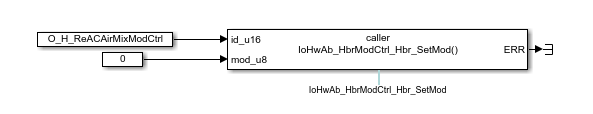 O_H_ReACAirMixModCtrl
0
id_u16
mod_u8
caller
IoHwAb_HbrModCtrl_Hbr_SetMod()
ERR
IoHwAb_HbrModCtrl_Hbr_SetMod